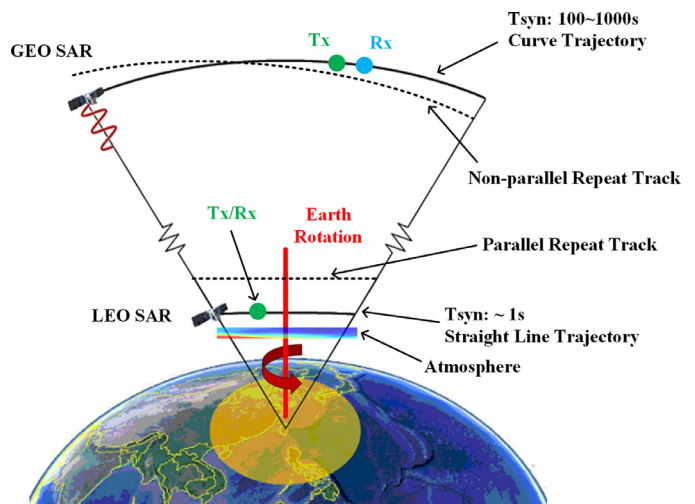 Tsyn: 100~1000s
Curve Trajectory
GEO SAR
Tx
Rx
Non-parallel Repeat Track
Tx/Rx
Earth
Rotation
Parallel Repeat Track
LEO SAR
Tsyn: ~ 1s
Straight Line Trajectory
Atmosphere